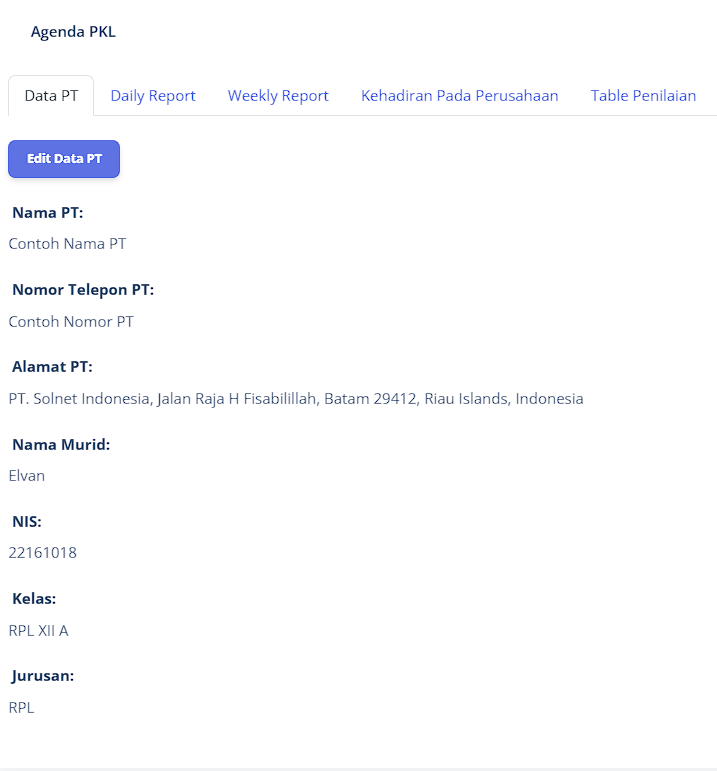 Agenda PKL
Data PT
Daily Report
Weekly Report
Kehadiran Pada Perusahaan
Table Penilaian
Edit Data PT
Nama PT:
Contoh Nama PT
Nomor Telepon PT:
Contoh Nomor PT
Alamat PT:
PT. Solnet Indonesia, Jalan Raja H Fisabilillah, Batam 29412, Riau Islands, Indonesia
Nama Murid:
Elvan
NIS:
22161018
Kelas:
RPL XII A
Jurusan:
RPL